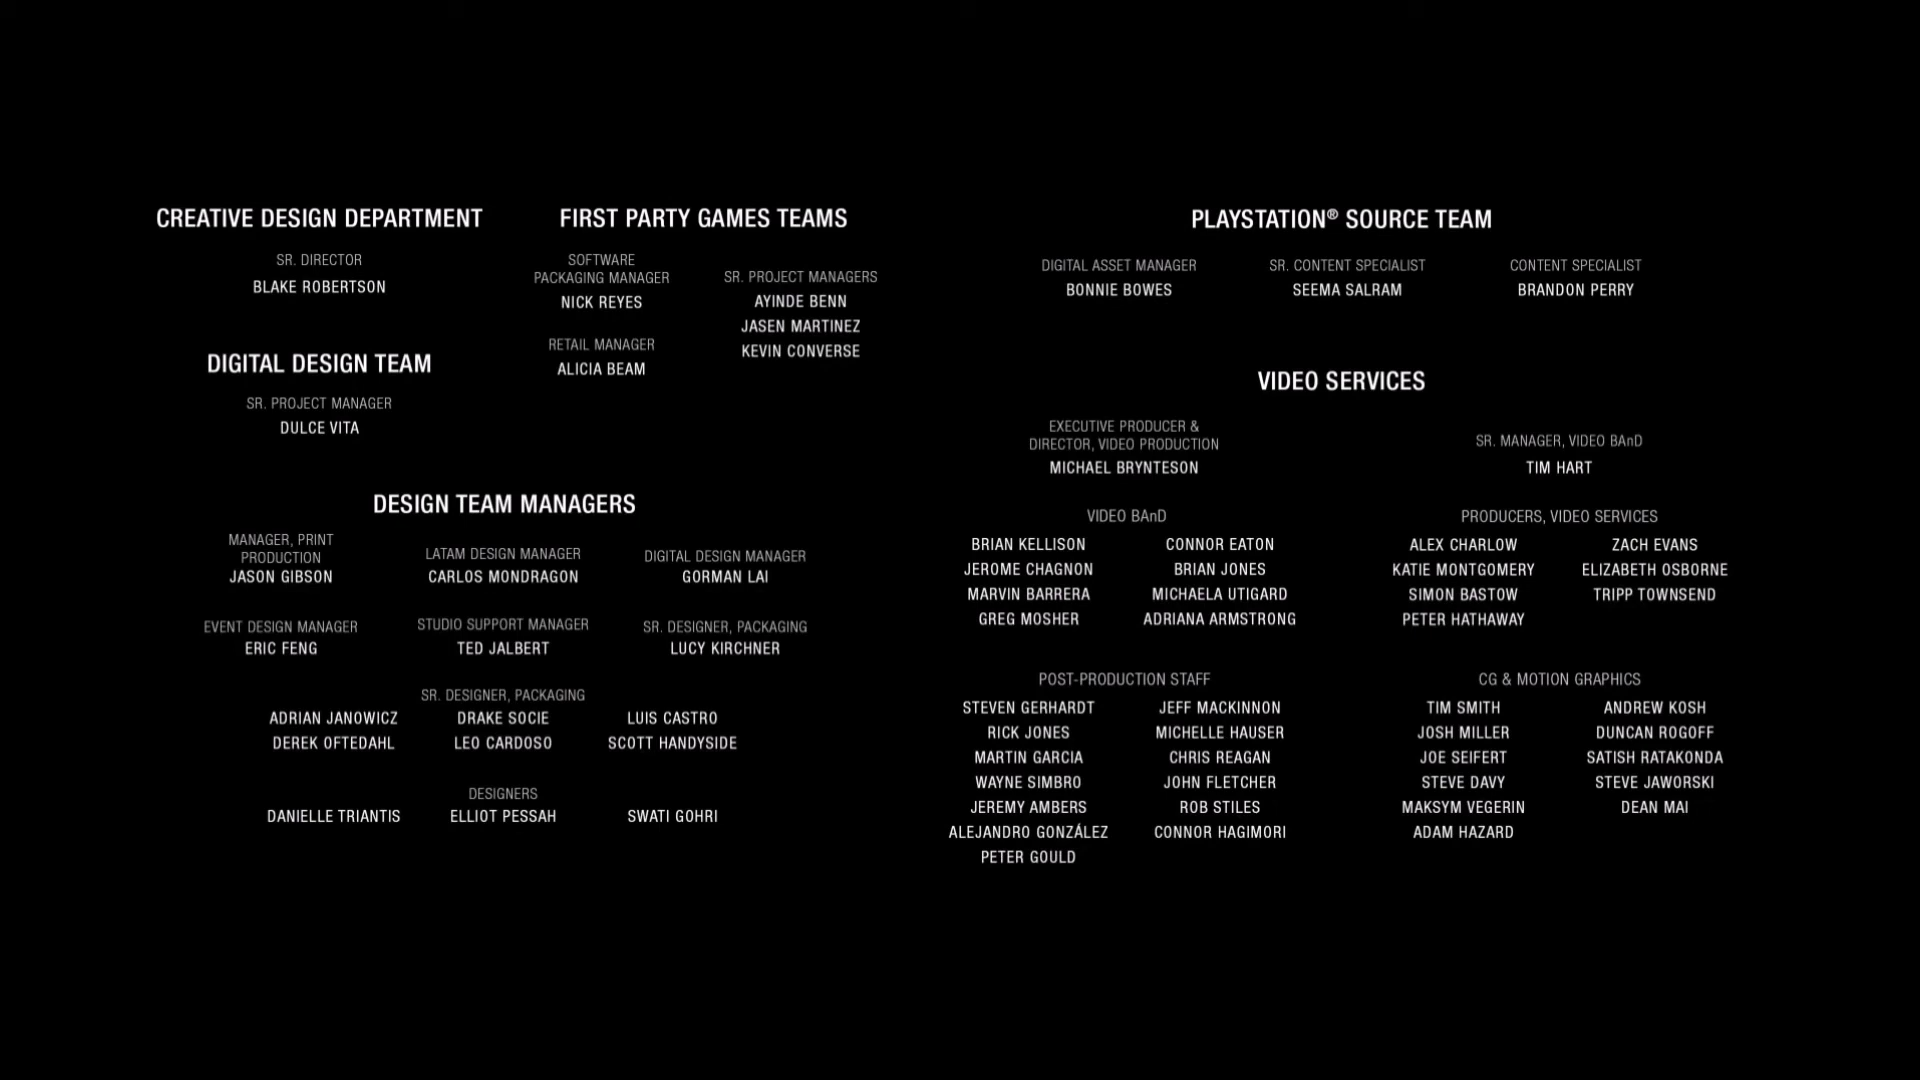 CREATIVE DESIGN DEPARTMENT
SR. DIRECTOR
BLAKE ROBERTSON
DIGITAL DESIGN TEAM
SR. PROJECT MANAGER
DULCE VITA
FIRST PARTY GAMES TEAMS
SOFTWARE
PACKAGING MANAGER
NICK REYES
RETAIL MANAGER
ALICIA BEAM
SR. PROJECT MANAGERS
AYINDE BENN
JASEN MARTINEZ
KEVIN CONVERSE
DESIGN TEAM MANAGERS
MANAGER, PRINT
PRODUCTION
JASON GIBSON
LATAM DESIGN MANAGER
CARLOS MONDRAGON
DIGITAL DESIGN MANAGER
GORMAN LAI
EVENT DESIGN MANAGER
ERIC FENG
STUDIO SUPPORT MANAGER
TED JALBERT
SR. DESIGNER, PACKAGING
LUCY KIRCHNER
SR. DESIGNER, PACKAGING
ADRIAN JANOWICZ DRAKE SOCIE LUIS CASTRO
DEREK OFTEDAHL LEO CARDOSO SCOTT HANDYSIDE
DESIGNERS
DANIELLE TRIANTIS ELLIOT PESSAH SWATI GOHRI
PLAYSTATION® SOURCE TEAM
DIGITAL ASSET MANAGER
BONNIE BOWES
SR. CONTENT SPECIALIST
SEEMA SALRAM
CONTENT SPECIALIST
BRANDON PERRY
VIDEO SERVICES
EXECUTIVE PRODUCER &
DIRECTOR, VIDEO PRODUCTION
MICHAEL BRYNTESON
SR. MANAGER, VIDEO BAnD
TIM HART
VIDEO BAnD
BRIAN KELLISON CONNOR EATON
JEROME CHAGNON BRIAN JONES
MARVIN BARRERA MICHAELA UTIGARD
GREG MOSHER ADRIANA ARMSTRONG
PRODUCERS, VIDEO SERVICES
ALEX CHARLOW ZACH EVANS
KATIE MONTGOMERY ELIZABETH OSBORNE
SIMON BASTOW TRIPP TOWNSEND
PETER HATHAWAY
POST-PRODUCTION STAFF
STEVEN GERHARDT JEFF MACKINNON
RICK JONES MICHELLE HAUSER
MARTIN GARCIA CHRIS REAGAN
WAYNE SIMBRO JOHN FLETCHER
JEREMY AMBERS ROB STILES
ALEJANDRO GONZÁLEZ CONNOR HAGIMORI
PETER GOULD
CG & MOTION GRAPHICS
TIM SMITH ANDREW KOSH
JOSH MILLER DUNCAN ROGOFF
JOE SEIFERT SATISH RATAKONDA
STEVE DAVY STEVE JAWORSKI
MAKSYM VEGERIN DEAN MAI
ADAM HAZARD